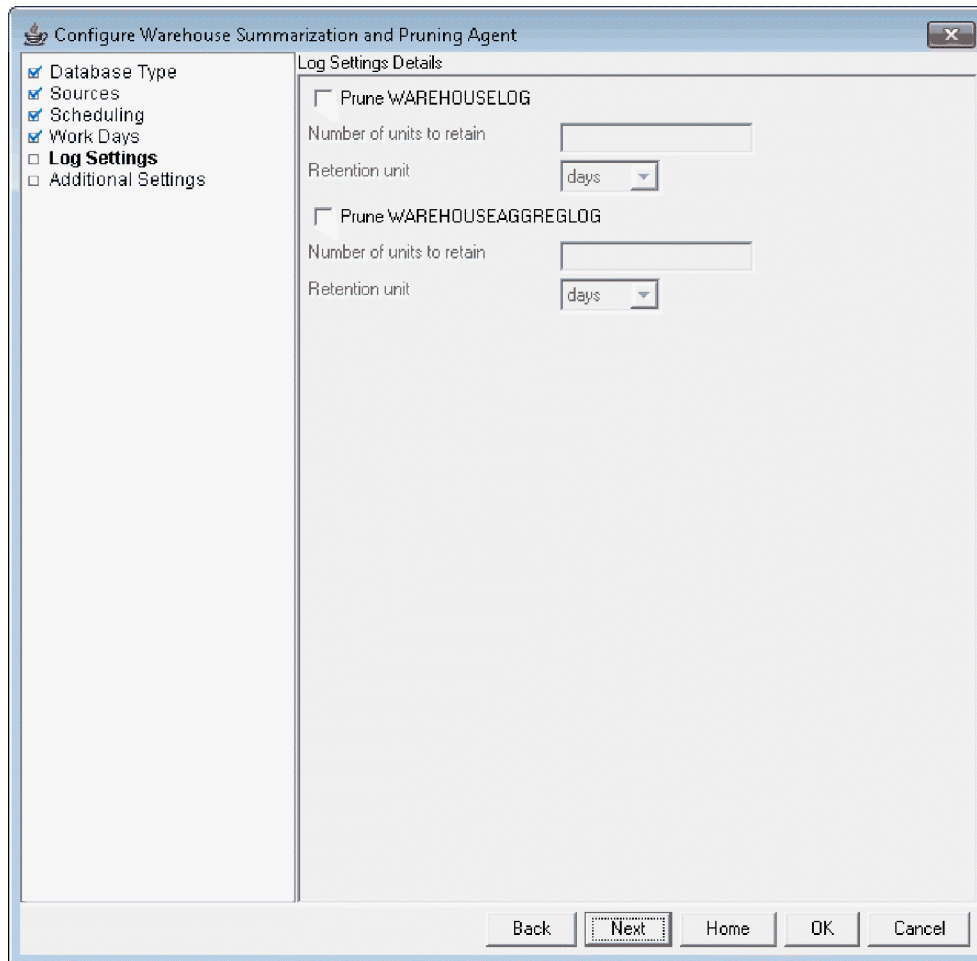 Configure Warehouse Summarization and Pruning Agent
Database Type
Sources
Scheduling
Work Days
Log Settings
Additional Settings
Log Settings Details
Prune WAREHOUSELOG
Number of units to retain
Retention unit
days
Prune WAREHOUSEAGGREGLOG
Number of units to retain
Retention unit
days
Back
Next
Home
OK
Cancel